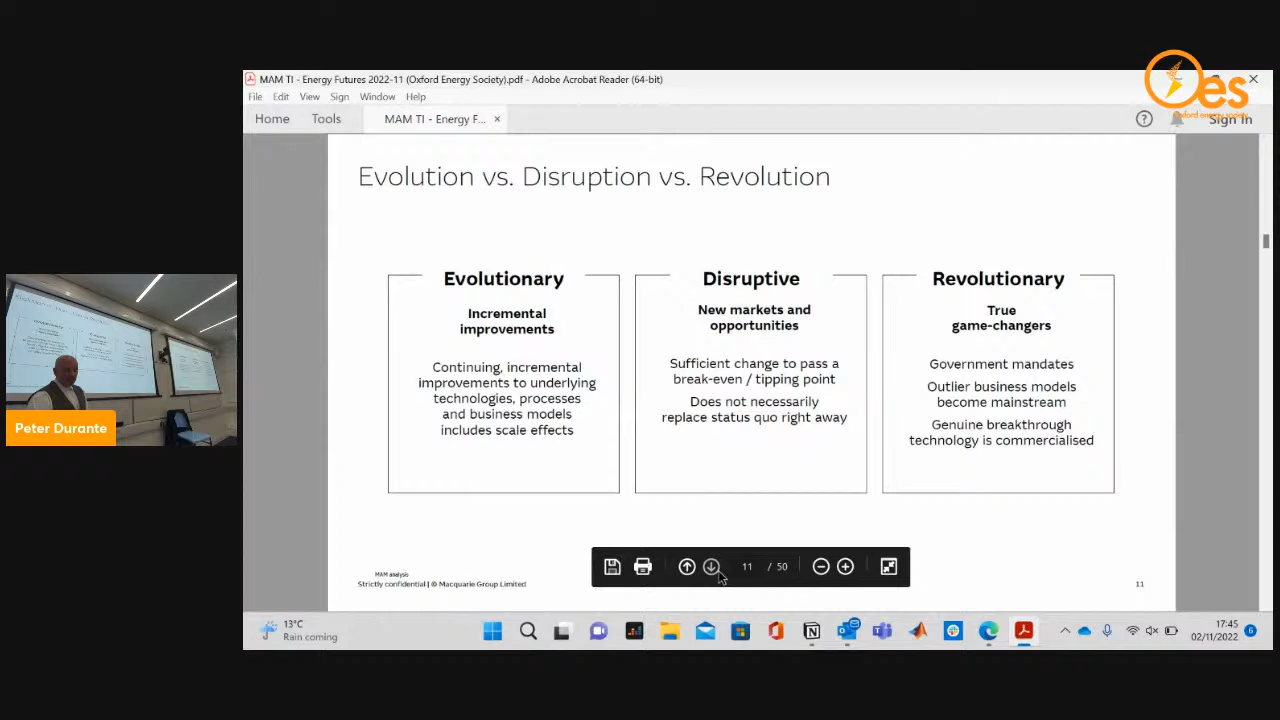 Oes
Oxford energy society
MAM TI - Energy Futures 2022-11 (Oxford Energy Society).pdf - Adobe Acrobat Reader (64-bit)
File Edit View Sign Window Help
Home Tools MAM TI - Energy F... × Sign In
Evolution vs. Disruption vs. Revolution
Evolutionary
Incremental
improvements
Continuing, incremental
improvements to underlying
technologies, processes
and business models
includes scale effects
Disruptive
New markets and
opportunities
Sufficient change to pass a
break-even / tipping point
Does not necessarily
replace status quo right away
Revolutionary
True
game-changers
Government mandates
Outlier business models
become mainstream
Genuine breakthrough
technology is commercialised
Peter Durante
11 / 50
MAM analysis
Strictly confidential | © Macquarie Group Limited
11
13°C
Rain coming
17:45
02/11/2022
6